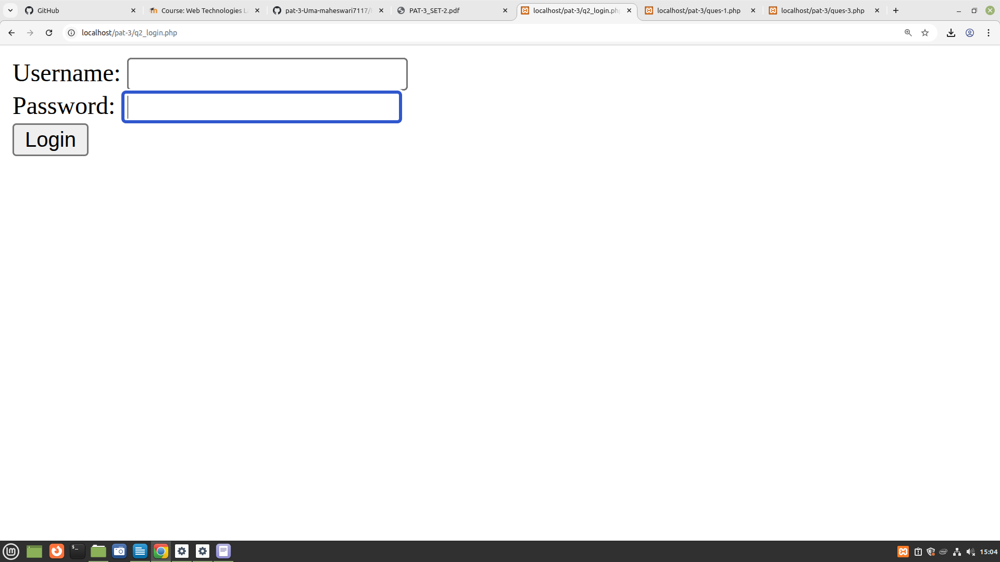 GitHub
Course: Web Technologies L
pat-3-Uma-maheswari7117/
PAT-3_SET-2.pdf
localhost/pat-3/q2_login.ph
localhost/pat-3/ques-1.php
localhost/pat-3/ques-3.php
localhost/pat-3/q2_login.php
Username:
Password:
Login
15:04